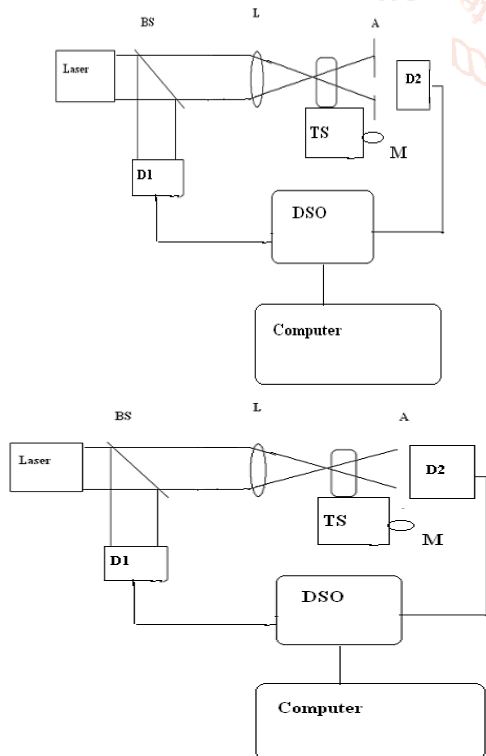 BS L A
Laser
D2
TS
M
D1
DSO
Computer
BS L A
Laser
D2
TS
M
D1
DSO
Computer